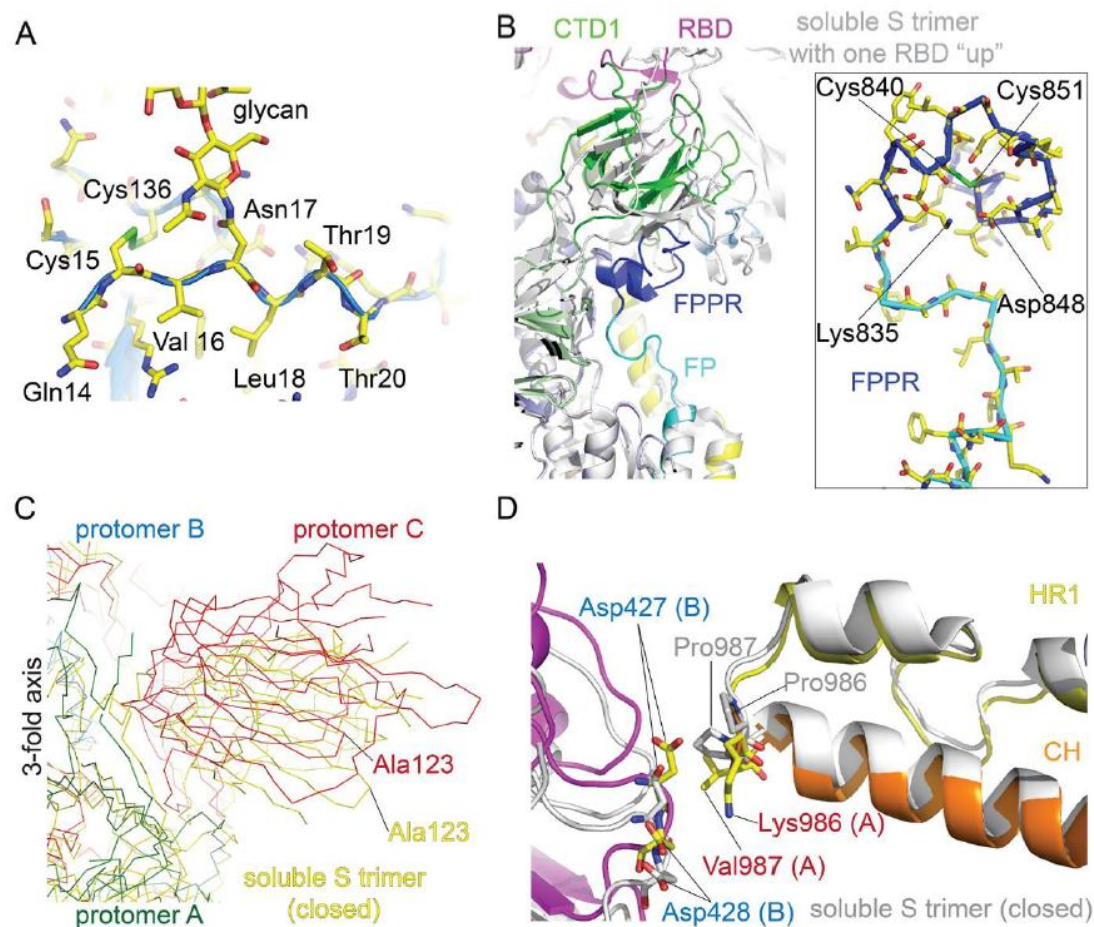 A
glycan
Cys136
Asn17
Thr19
Cys15
Val 16
Gln14
Leu18
Thr20
B
CTD1
RBD
soluble S trimer
with one RBD “up”
Cys840
Cys851
FPPR
FP
Lys835
Asp848
FPPR
C
protomer B
protomer C
3-fold axis
Ala123
Ala123
soluble S trimer
(closed)
protomer A
D
Asp427 (B)
HR1
Pro987
Pro986
CH
Lys986 (A)
Val987 (A)
Asp428 (B)
soluble S trimer (closed)